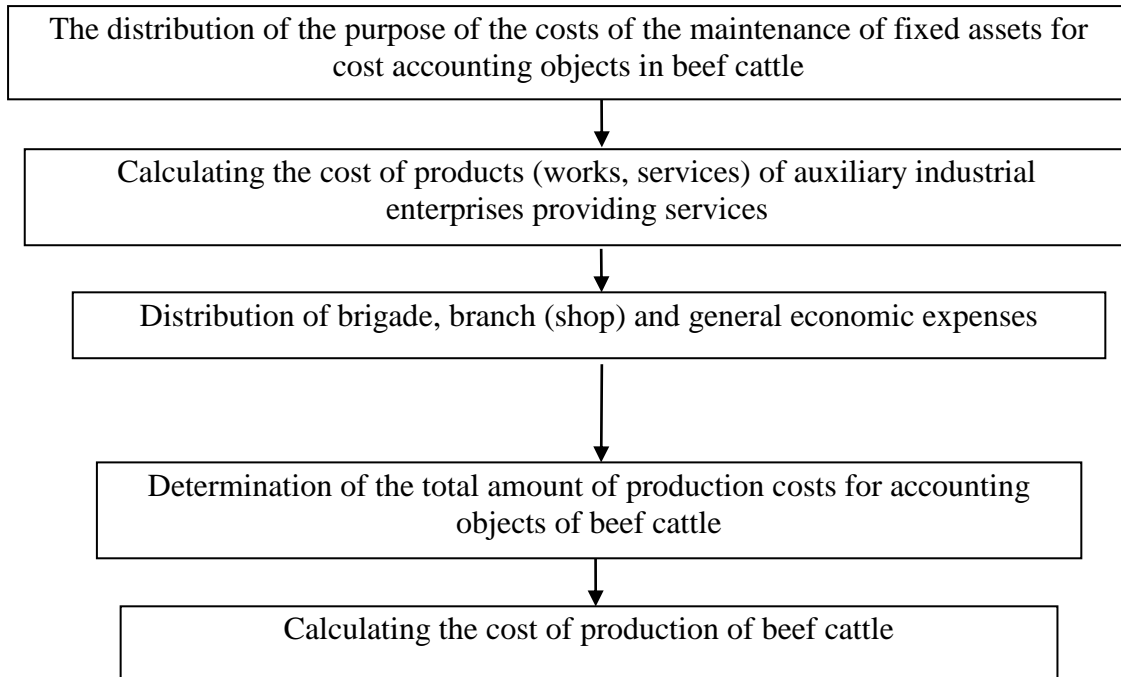 The distribution of the purpose of the costs of the maintenance of fixed assets for
cost accounting objects in beef cattle
Calculating the cost of products (works, services) of auxiliary industrial
enterprises providing services
Distribution of brigade, branch (shop) and general economic expenses
Determination of the total amount of production costs for accounting
objects of beef cattle
Calculating the cost of production of beef cattle